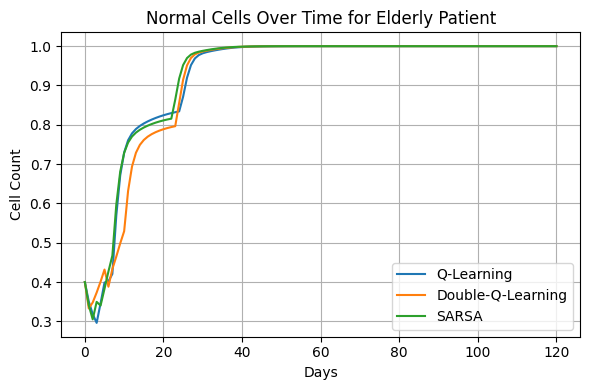 Normal Cells Over Time for Elderly Patient
Cell Count
1.0
0.9
0.8
0.7
0.6
0.5
0.4
0.3
0
20
40
60
80
100
120
Days
Q-Learning
Double-Q-Learning
SARSA